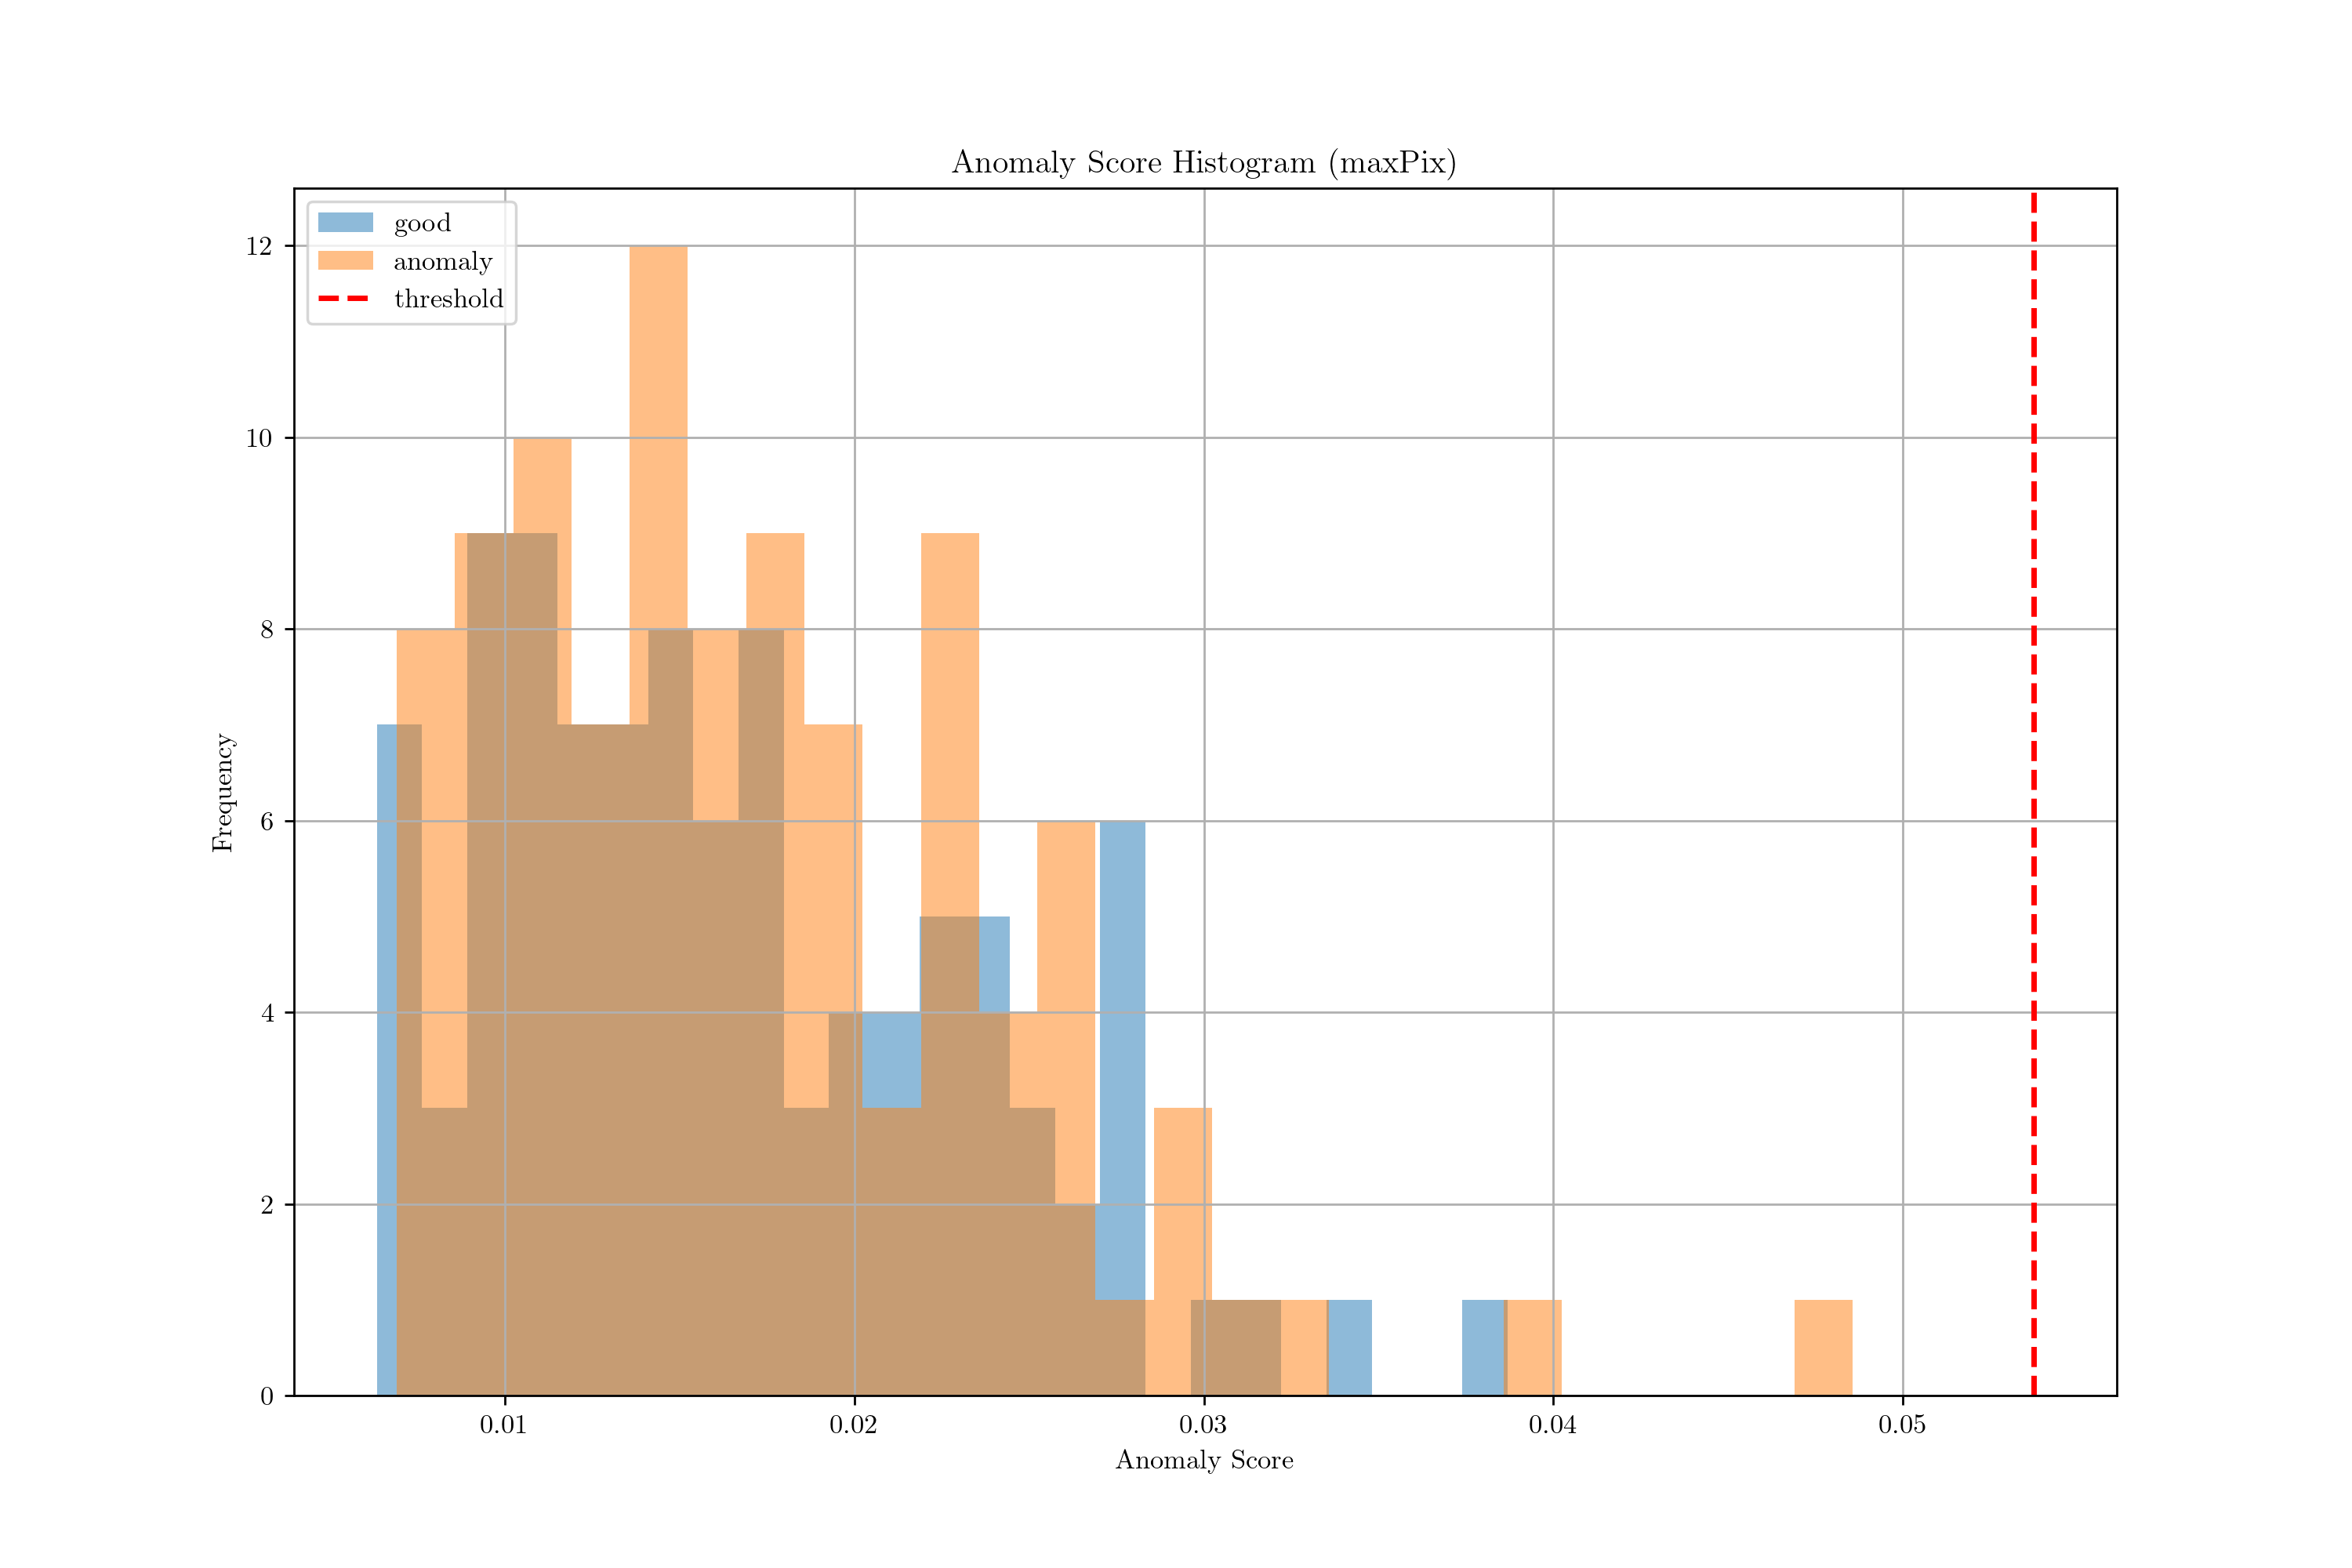 Anomaly Score Histogram (maxPix)
good
anomaly
threshold
12
10
8
6
4
2
0
Frequency
0.01 0.02 0.03 0.04 0.05
Anomaly Score